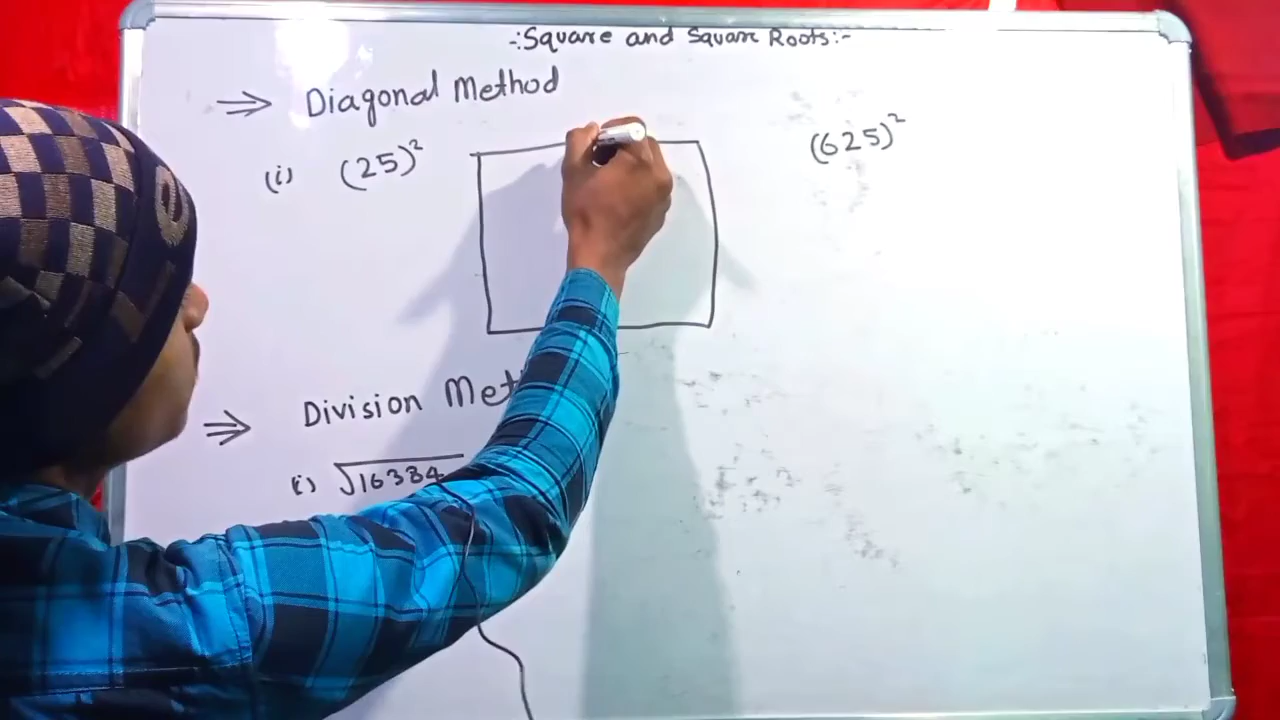 -:Square and Square Roots:-
⇒ Diagonal Method
(i) (25)²
(625)²
⇒ Division Met
(i) √16384